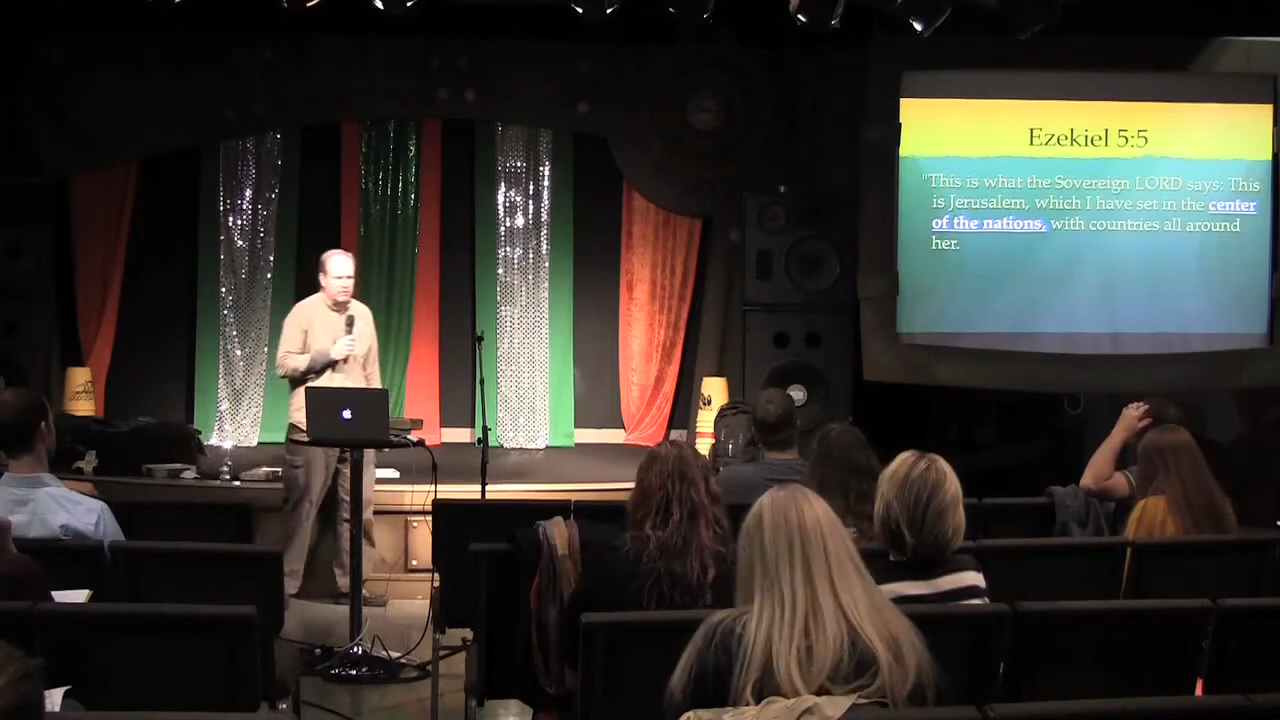 Ezekiel 5:5
"This is what the Sovereign LORD says: This
is Jerusalem, which I have set in the center
of the nations, with countries all around
her.